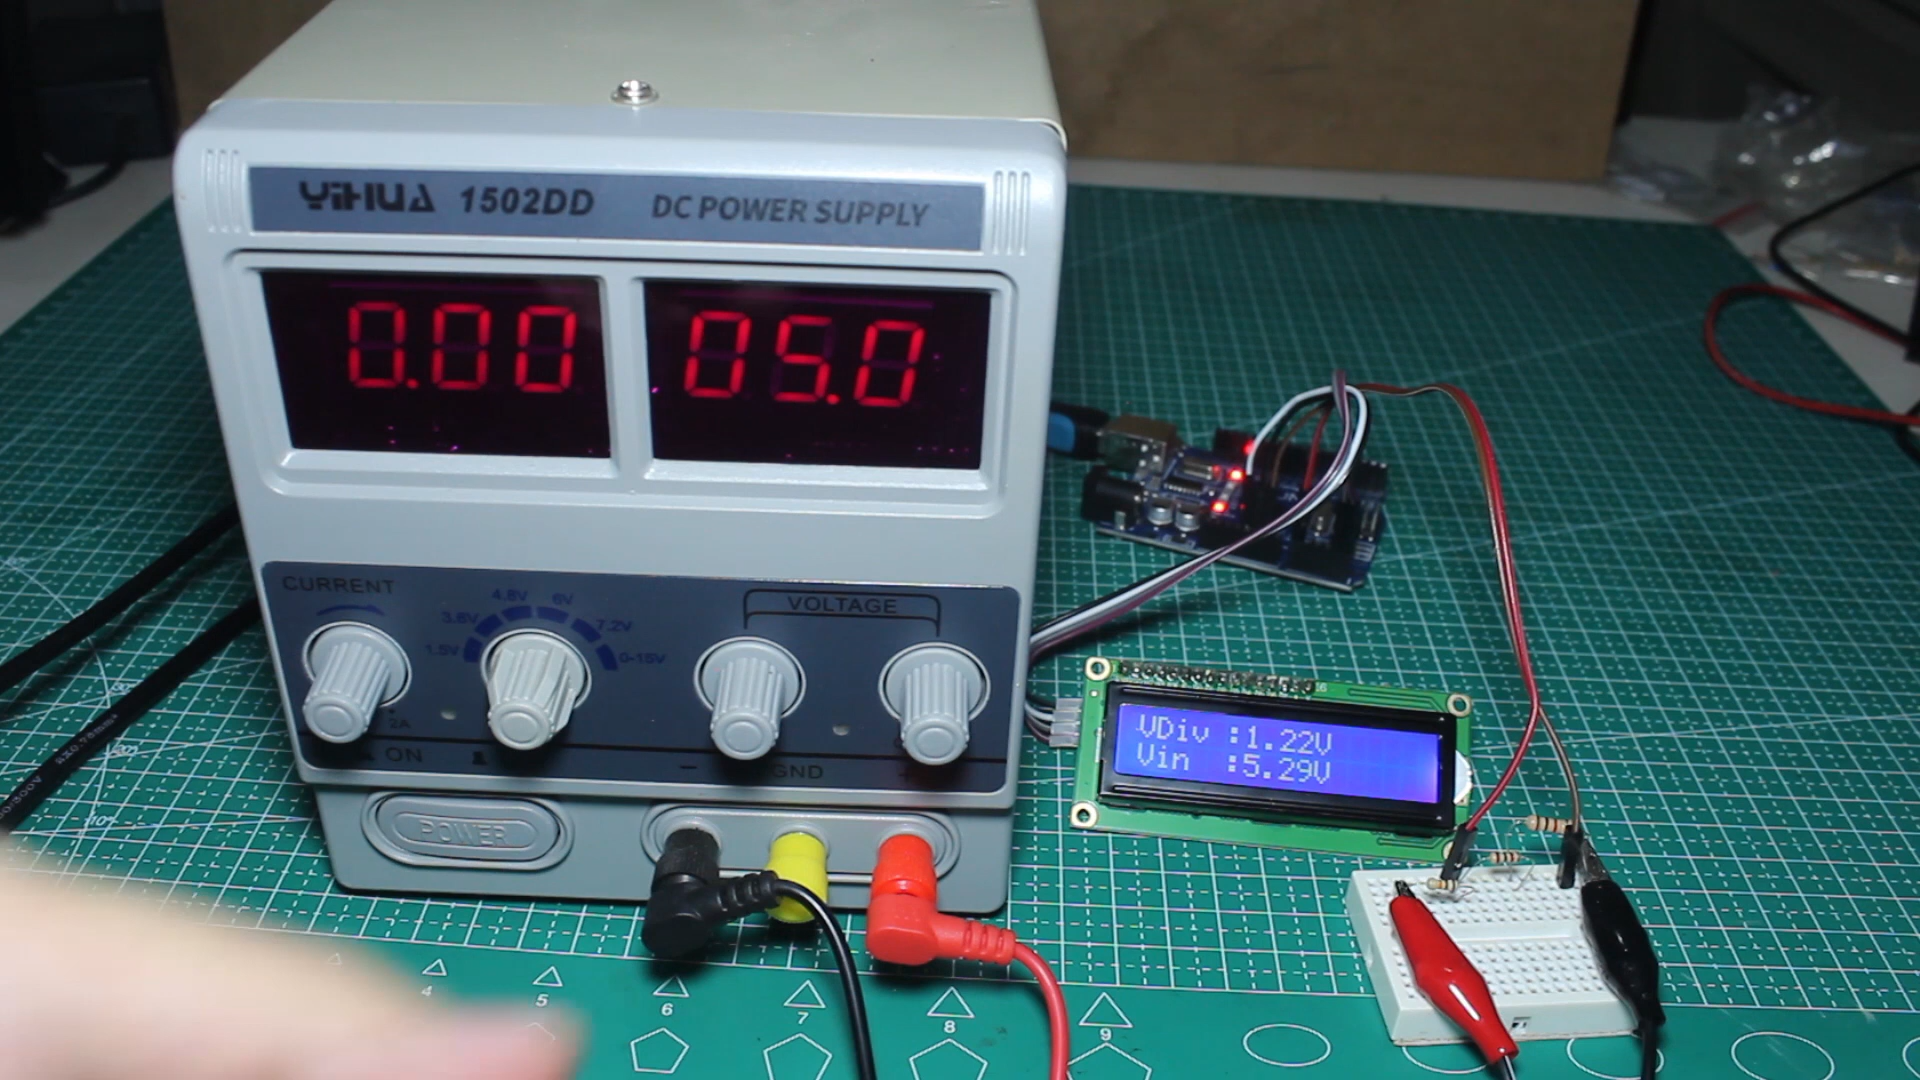 YiHUA 1502DD DC POWER SUPPLY
0.00 05.0
CURRENT
1.5V 3.6V 4.8V 6V 7.2V 0-15V
VOLTAGE
2A
ON
− GND +
POWER
VDiv :1.22V
Vin :5.29V
4 5 6 7 8 9